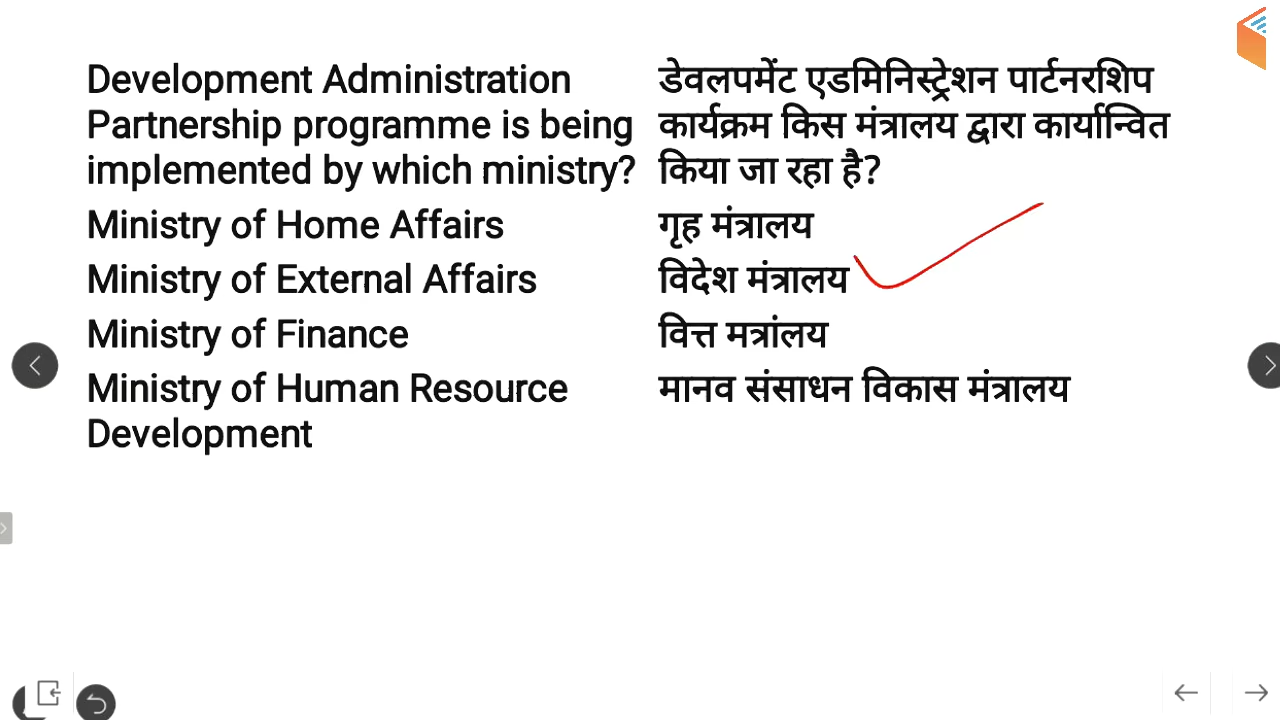 Development Administration
Partnership programme is being
implemented by which ministry?
Ministry of Home Affairs
Ministry of External Affairs
Ministry of Finance
Ministry of Human Resource
Development
डेवलपमेंट एडमिनिस्ट्रेशन पार्टनरशिप
कार्यक्रम किस मंत्रालय द्वारा कार्यान्वित
किया जा रहा है?
गृह मंत्रालय
विदेश मंत्रालय
वित्त मत्रांलय
मानव संसाधन विकास मंत्रालय